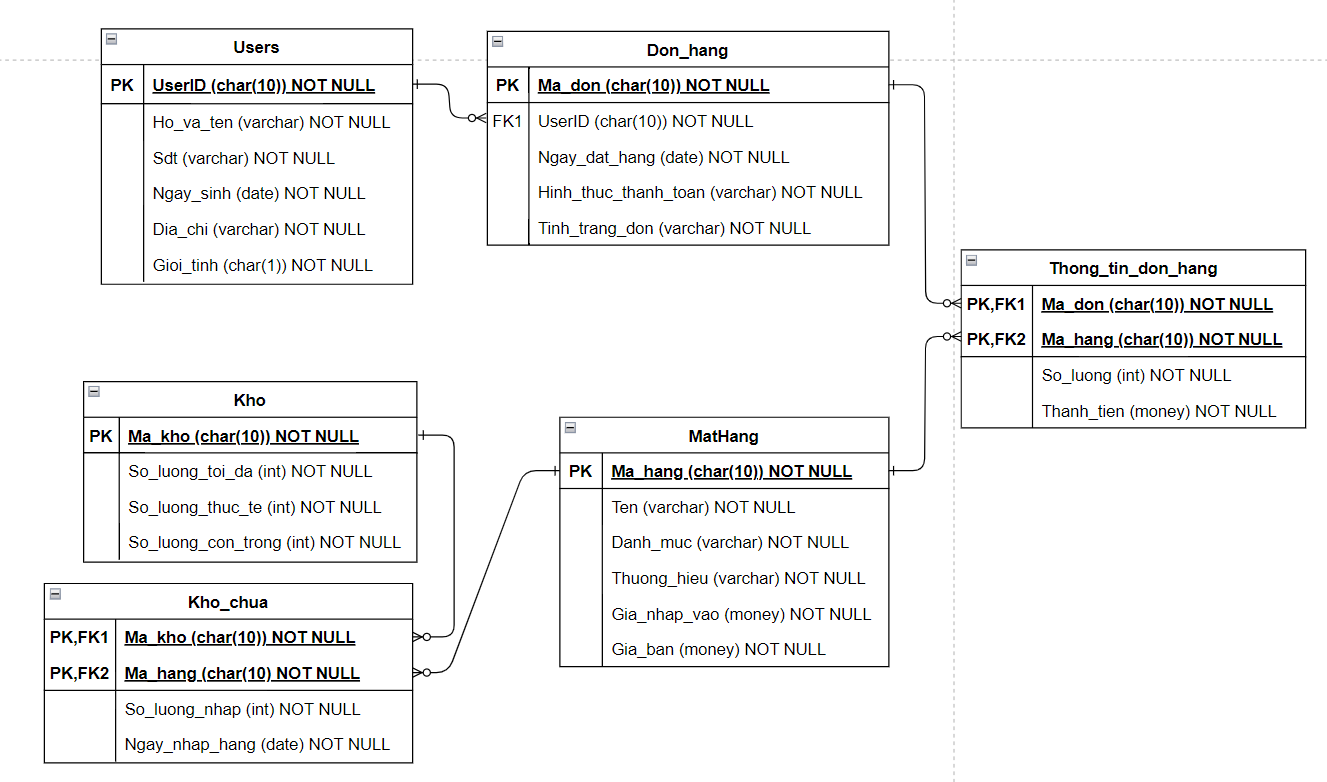 Users
PK UserID (char(10)) NOT NULL
Ho_va_ten (varchar) NOT NULL
Sdt (varchar) NOT NULL
Ngay_sinh (date) NOT NULL
Dia_chi (varchar) NOT NULL
Gioi_tinh (char(1)) NOT NULL
Don_hang
PK Ma_don (char(10)) NOT NULL
FK1 UserID (char(10)) NOT NULL
Ngay_dat_hang (date) NOT NULL
Hinh_thuc_thanh_toan (varchar) NOT NULL
Tinh_trang_don (varchar) NOT NULL
Thong_tin_don_hang
PK,FK1 Ma_don (char(10)) NOT NULL
PK,FK2 Ma_hang (char(10)) NOT NULL
So_luong (int) NOT NULL
Thanh_tien (money) NOT NULL
Kho
PK Ma_kho (char(10)) NOT NULL
So_luong_toi_da (int) NOT NULL
So_luong_thuc_te (int) NOT NULL
So_luong_con_trong (int) NOT NULL
MatHang
PK Ma_hang (char(10)) NOT NULL
Ten (varchar) NOT NULL
Danh_muc (varchar) NOT NULL
Thuong_hieu (varchar) NOT NULL
Gia_nhap_vao (money) NOT NULL
Gia_ban (money) NOT NULL
Kho_chua
PK,FK1 Ma_kho (char(10)) NOT NULL
PK,FK2 Ma_hang (char(10) NOT NULL
So_luong_nhap (int) NOT NULL
Ngay_nhap_hang (date) NOT NULL